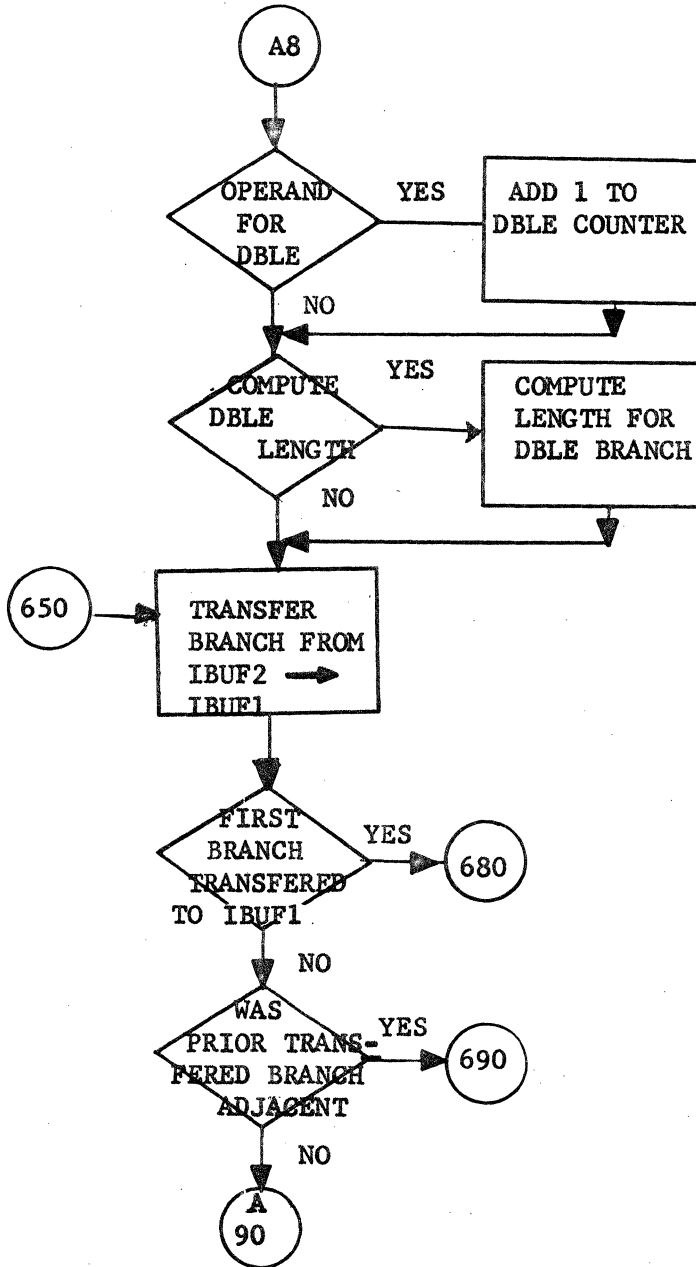 A8
OPERAND
FOR
DBLE
YES
ADD 1 TO
DBLE COUNTER
NO
COMPUTE
DBLE
LENGTH
YES
COMPUTE
LENGTH FOR
DBLE BRANCH
NO
650
TRANSFER
BRANCH FROM
IBUF2 →
IBUF1
FIRST
BRANCH
TRANSFERED
TO IBUF1
YES
680
NO
WAS
PRIOR TRANS-
FERED BRANCH
ADJACENT
YES
690
NO
A
90